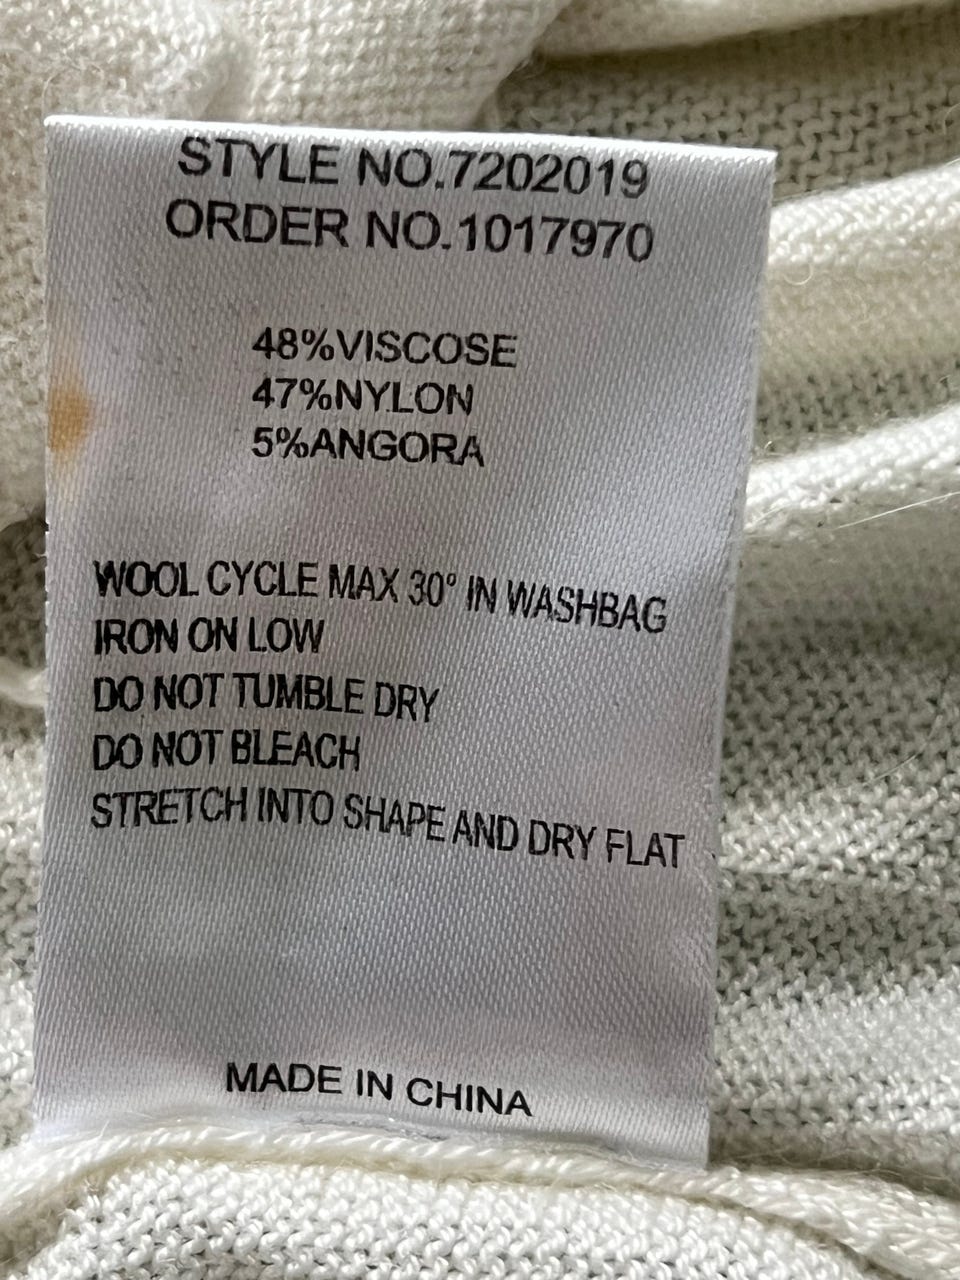 STYLE NO.7202019
ORDER NO.1017970
48%VISCOSE
47%NYLON
5%ANGORA
WOOL CYCLE MAX 30° IN WASHBAG
IRON ON LOW
DO NOT TUMBLE DRY
DO NOT BLEACH
STRETCH INTO SHAPE AND DRY FLAT
MADE IN CHINA